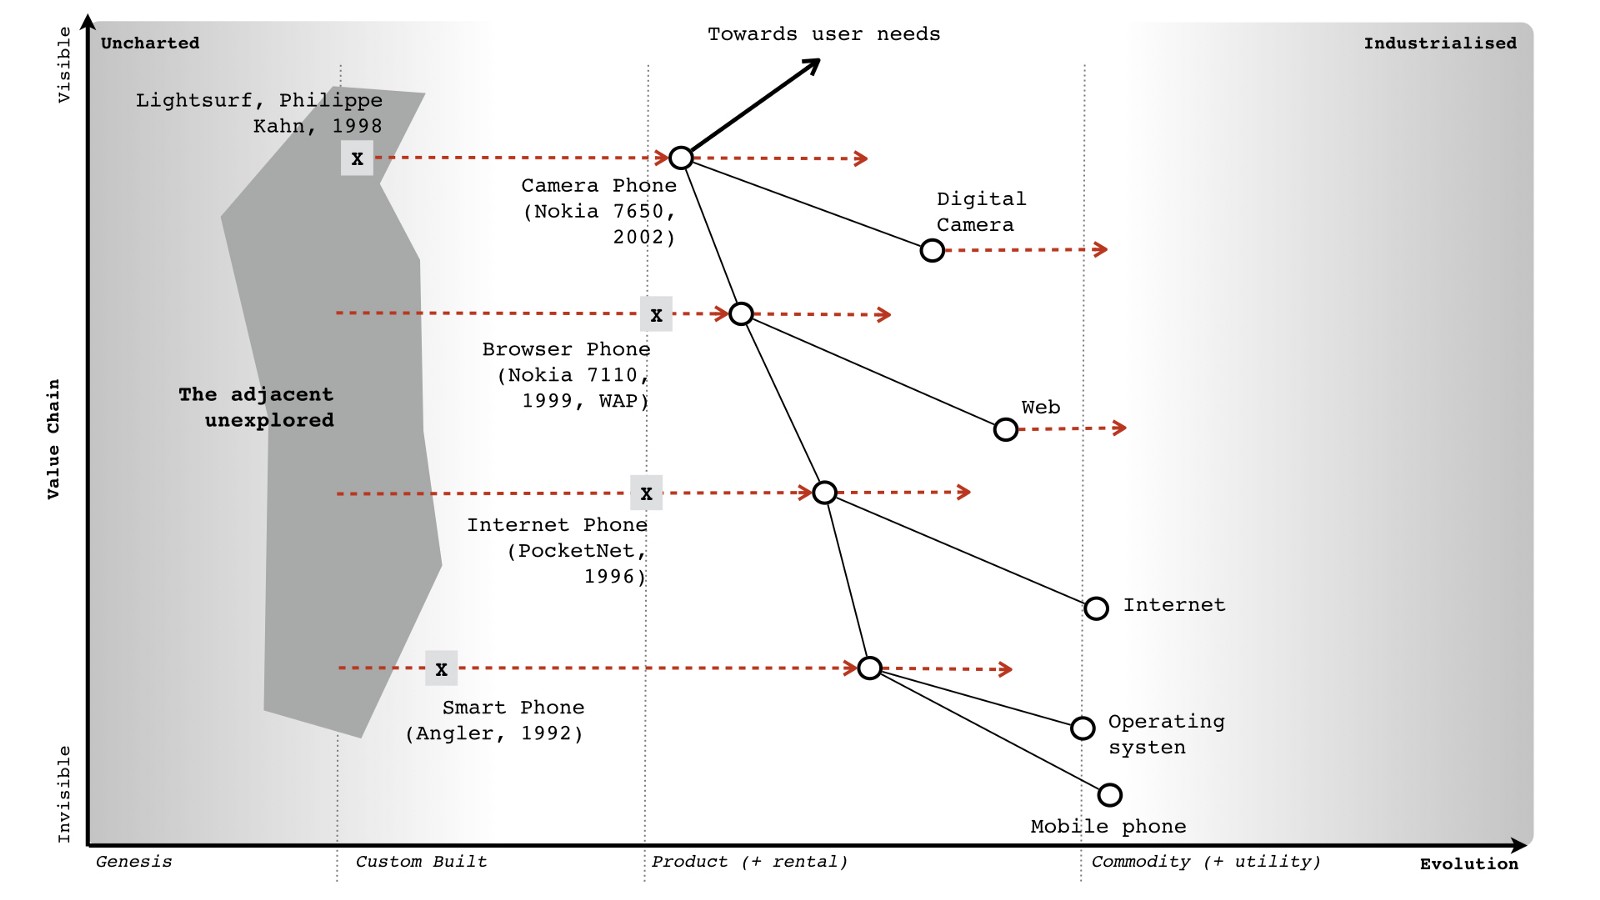 Towards user needs
Uncharted
Industrialised
Visible
Lightsurf, Philippe
Kahn, 1998
X
Camera Phone
(Nokia 7650,
2002)
Digital
Camera
X
Browser Phone
(Nokia 7110,
1999, WAP)
The adjacent
unexplored
Web
Value Chain
X
Internet Phone
(PocketNet,
1996)
Internet
X
Smart Phone
(Angler, 1992)
Operating
systen
Invisible
Mobile phone
Genesis
Custom Built
Product (+ rental)
Commodity (+ utility)
Evolution